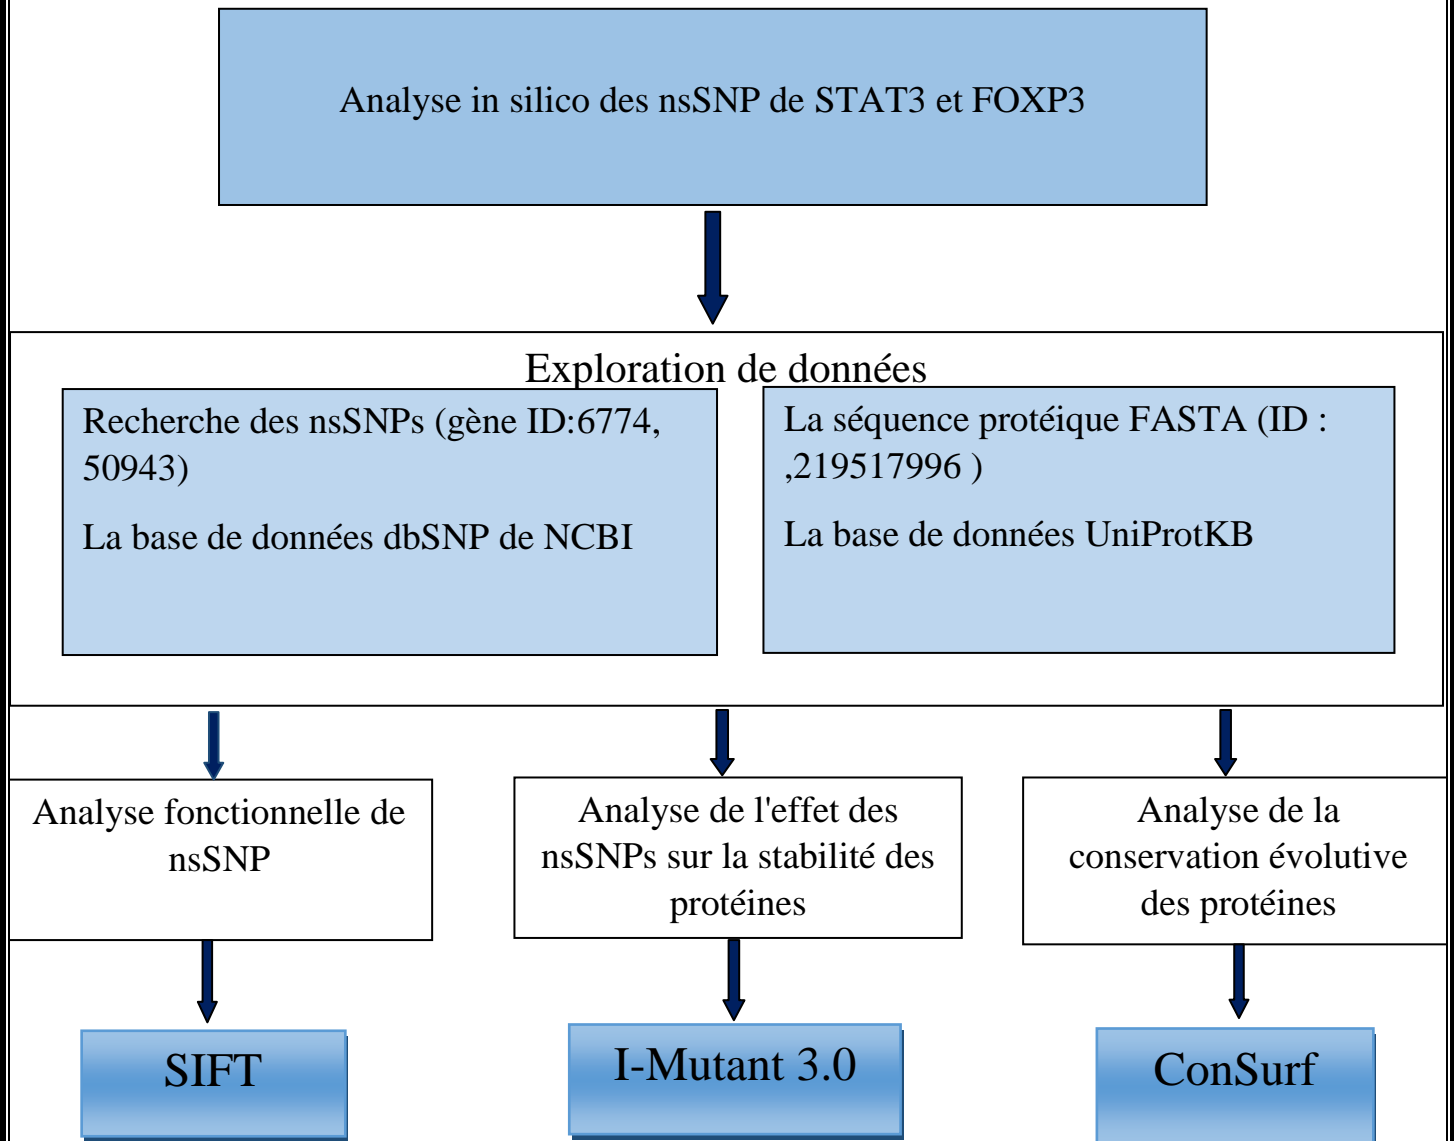 Analyse in silico des nsSNP de STAT3 et FOXP3
Exploration de données
Recherche des nsSNPs (gène ID:6774,
50943)
La base de données dbSNP de NCBI
La séquence protéique FASTA (ID :
,219517996 )
La base de données UniProtKB
Analyse fonctionnelle de
nsSNP
Analyse de l'effet des
nsSNPs sur la stabilité des
protéines
Analyse de la
conservation évolutive
des protéines
SIFT
I-Mutant 3.0
ConSurf